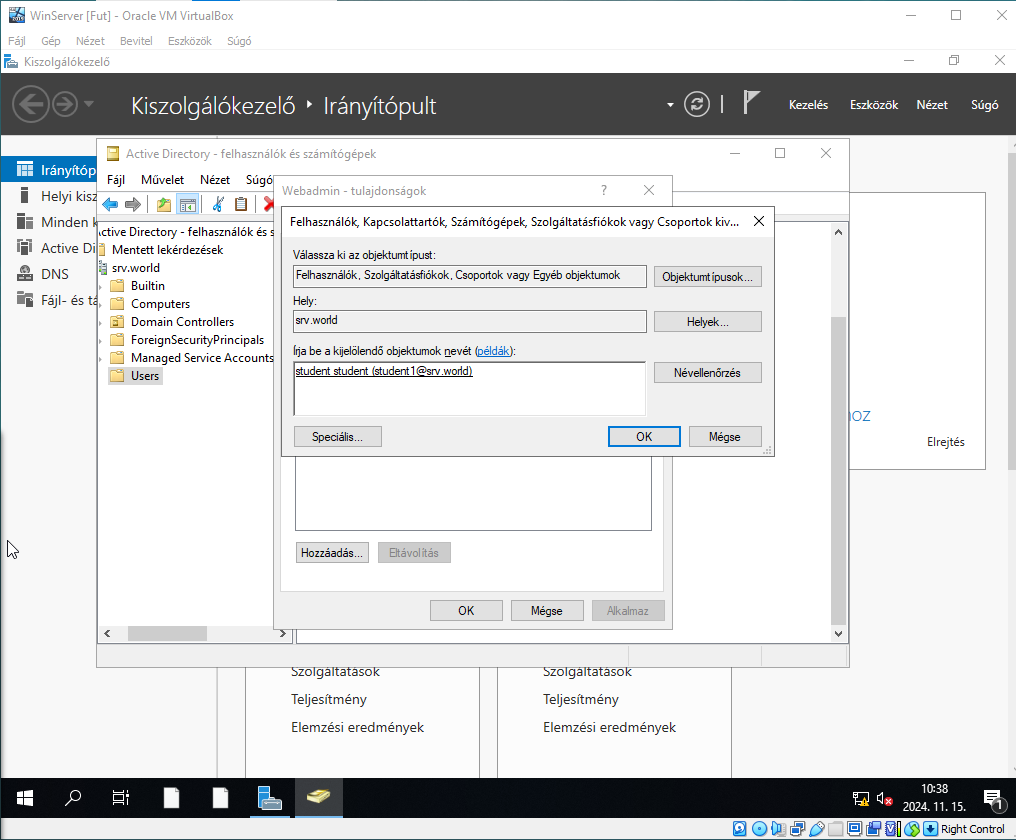 WinServer [Fut] - Oracle VM VirtualBox
Fájl Gép Nézet Bevitel Eszközök Súgó
Kiszolgálókezelő
Kiszolgálókezelő Irányítópult
Kezelés Eszközök Nézet Súgó
Irányítóp
Helyi kisz
Minden k
Active Di
DNS
Fájl- és tá
Active Directory - felhasználók és számítógépek
Fájl Művelet Nézet Súgó
Active Directory - felhasználók és s
Mentett lekérdezések
srv.world
Builtin
Computers
Domain Controllers
ForeignSecurityPrincipals
Managed Service Accounts
Users
Webadmin - tulajdonságok
?
Felhasználók, Kapcsolattartók, Számítógépek, Szolgáltatásfiókok vagy Csoportok kiv...
Válassza ki az objektumtípust:
Felhasználók, Szolgáltatásfiókok, Csoportok vagy Egyéb objektumok
Objektumtípusok...
Hely:
srv.world
Helyek...
Írja be a kijelölendő objektumok nevét (példák):
student student (student1@srv.world)
Névellenőrzés
Speciális...
OK
Mégse
Hozzáadás...
Eltávolítás
OK
Mégse
Alkalmaz
hoz
Elrejtés
Szolgáltatások
Teljesítmény
Elemzési eredmények
Szolgáltatások
Teljesítmény
Elemzési eredmények
10:38
2024. 11. 15.
1
Right Control